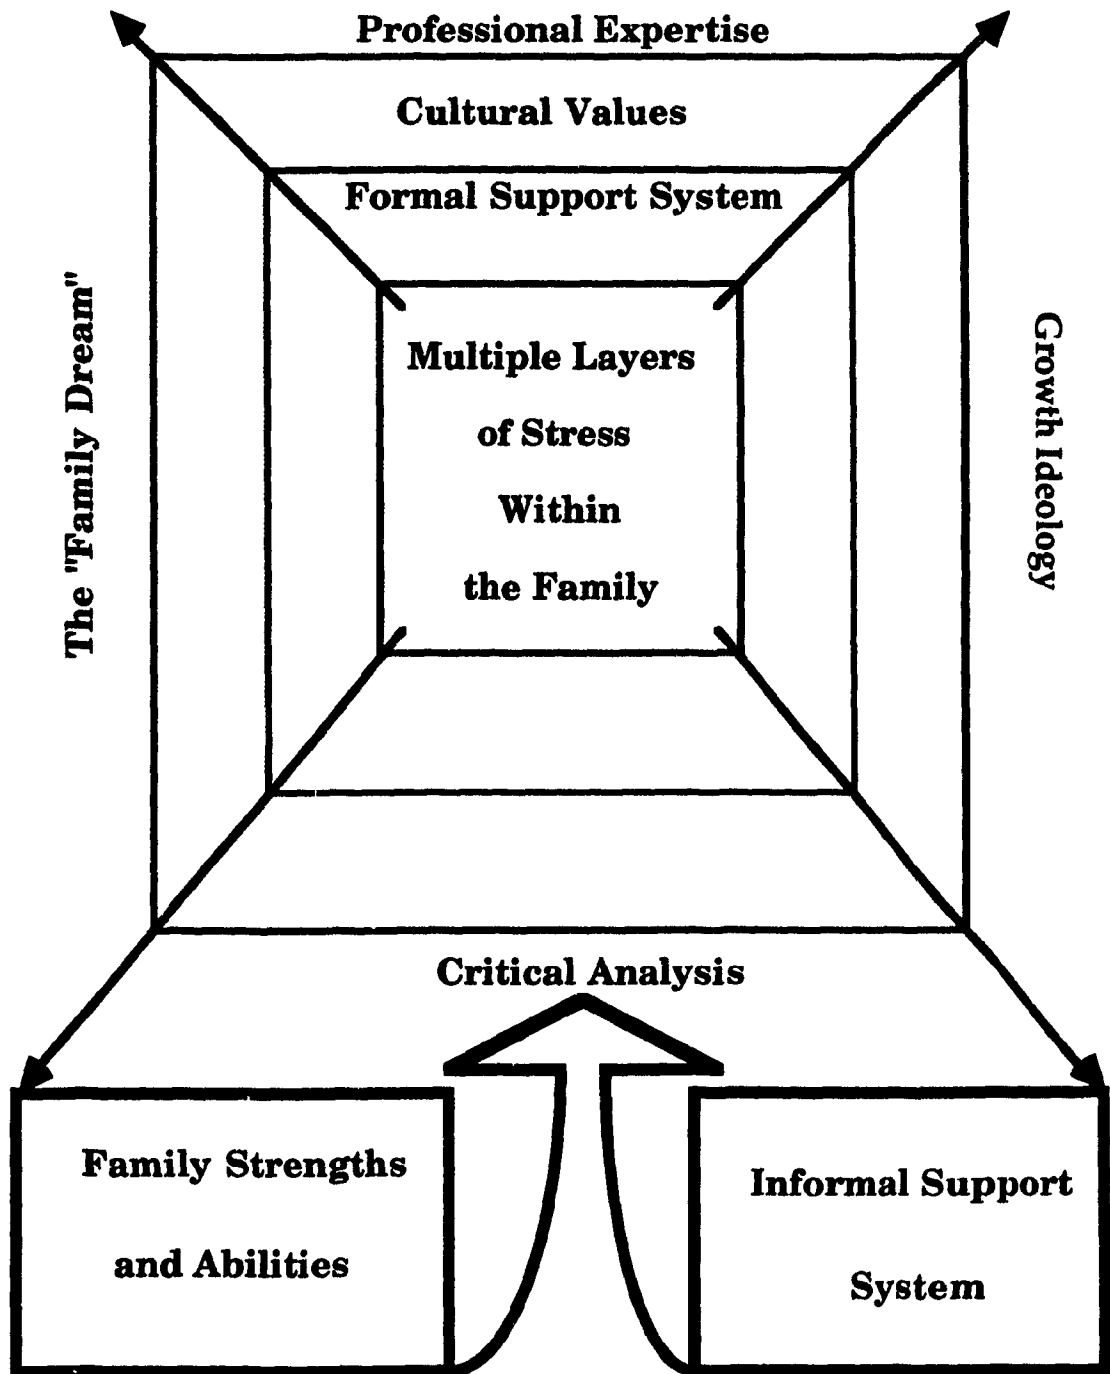 Professional Expertise
Cultural Values
Formal Support System
The "Family Dream"
Multiple Layers
of Stress
Within
the Family
Growth Ideology
Critical Analysis
Family Strengths
and Abilities
Informal Support
System